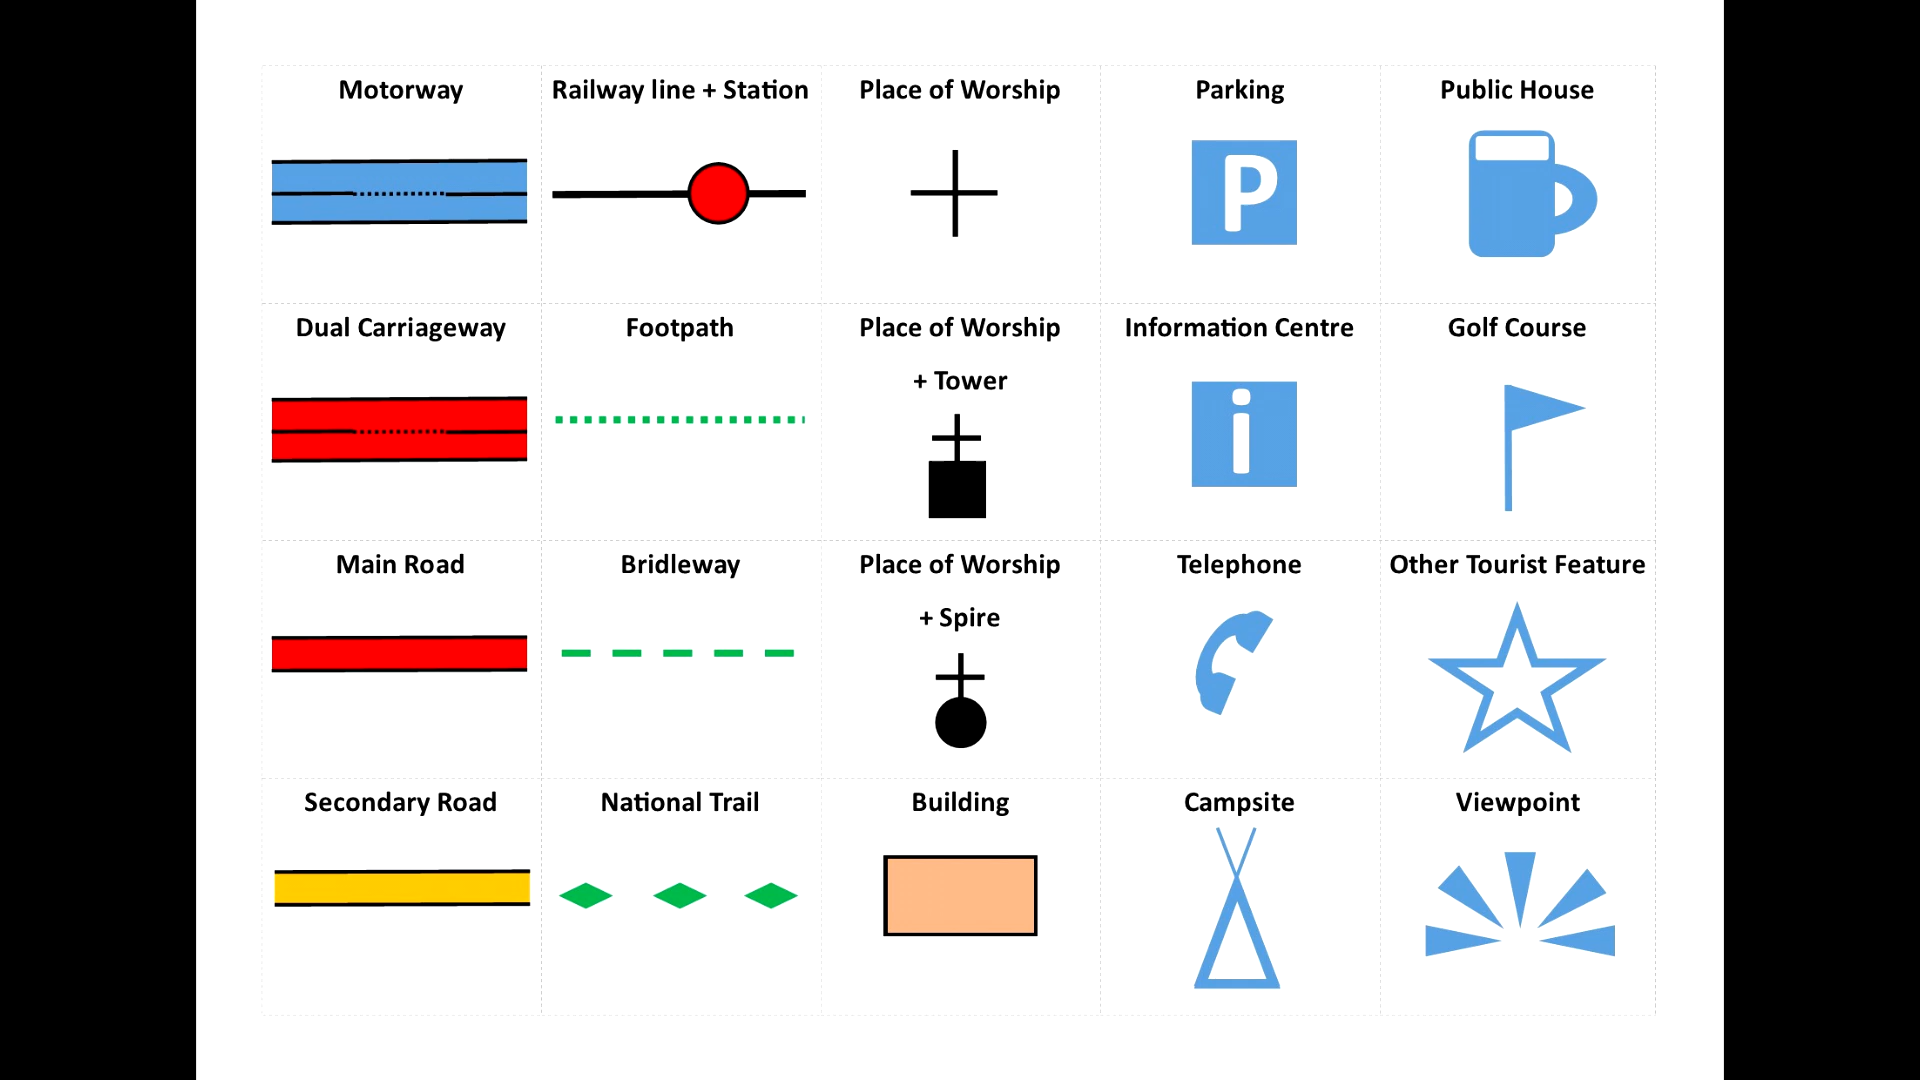 Motorway
Railway line + Station
Place of Worship
Parking
Public House
P
Dual Carriageway
Footpath
Place of Worship
+ Tower
Information Centre
Golf Course
i
Main Road
Bridleway
Place of Worship
+ Spire
Telephone
Other Tourist Feature
Secondary Road
National Trail
Building
Campsite
Viewpoint